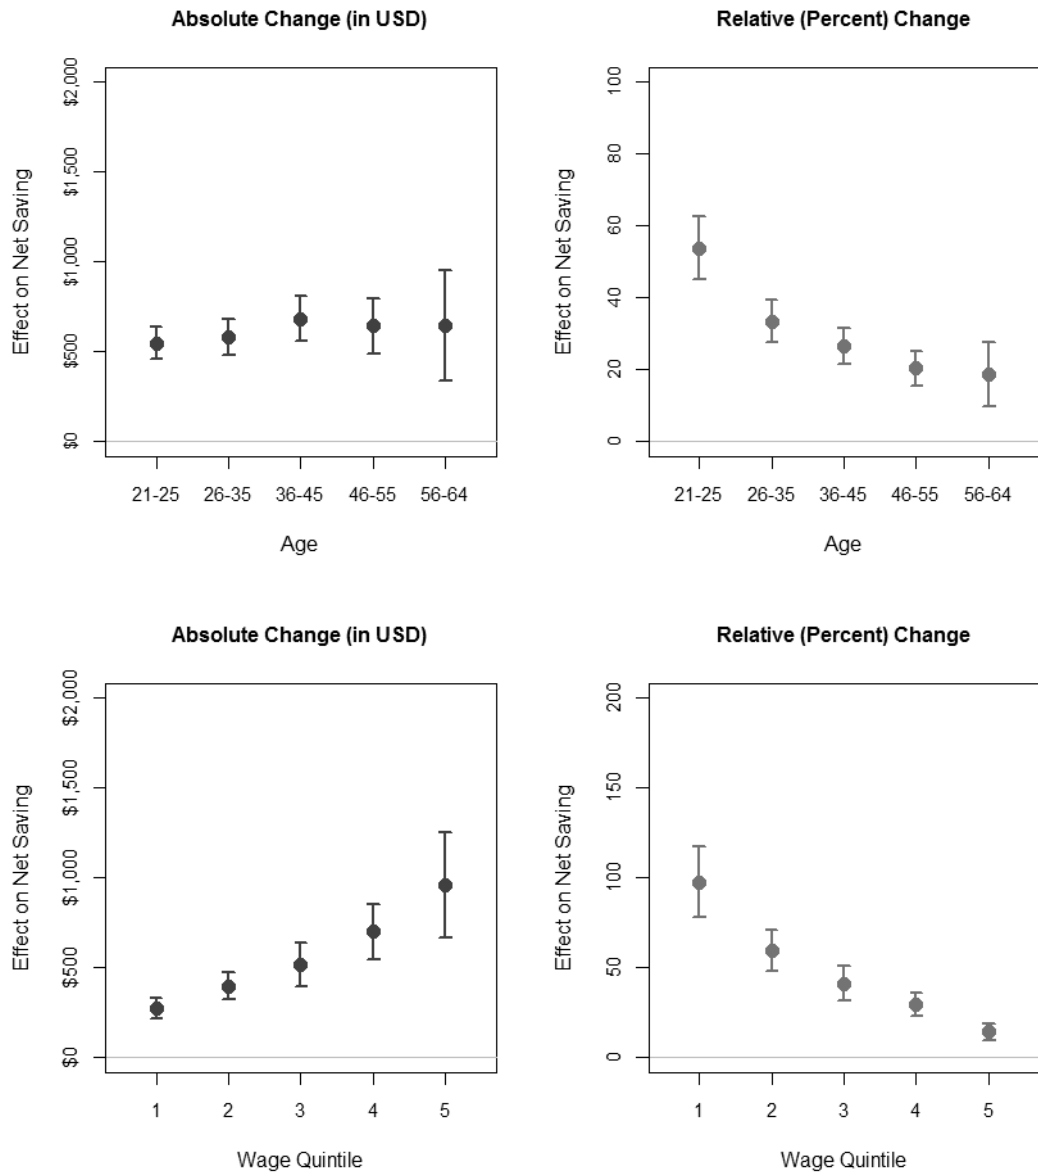 Absolute Change (in USD)
Effect on Net Saving
$2,000
$1,500
$1,000
$500
$0
21-25 26-35 36-45 46-55 56-64
Age
Relative (Percent) Change
Effect on Net Saving
100
80
60
40
20
0
21-25 26-35 36-45 46-55 56-64
Age
Absolute Change (in USD)
Effect on Net Saving
$2,000
$1,500
$1,000
$500
$0
1 2 3 4 5
Wage Quintile
Relative (Percent) Change
Effect on Net Saving
200
150
100
50
0
1 2 3 4 5
Wage Quintile